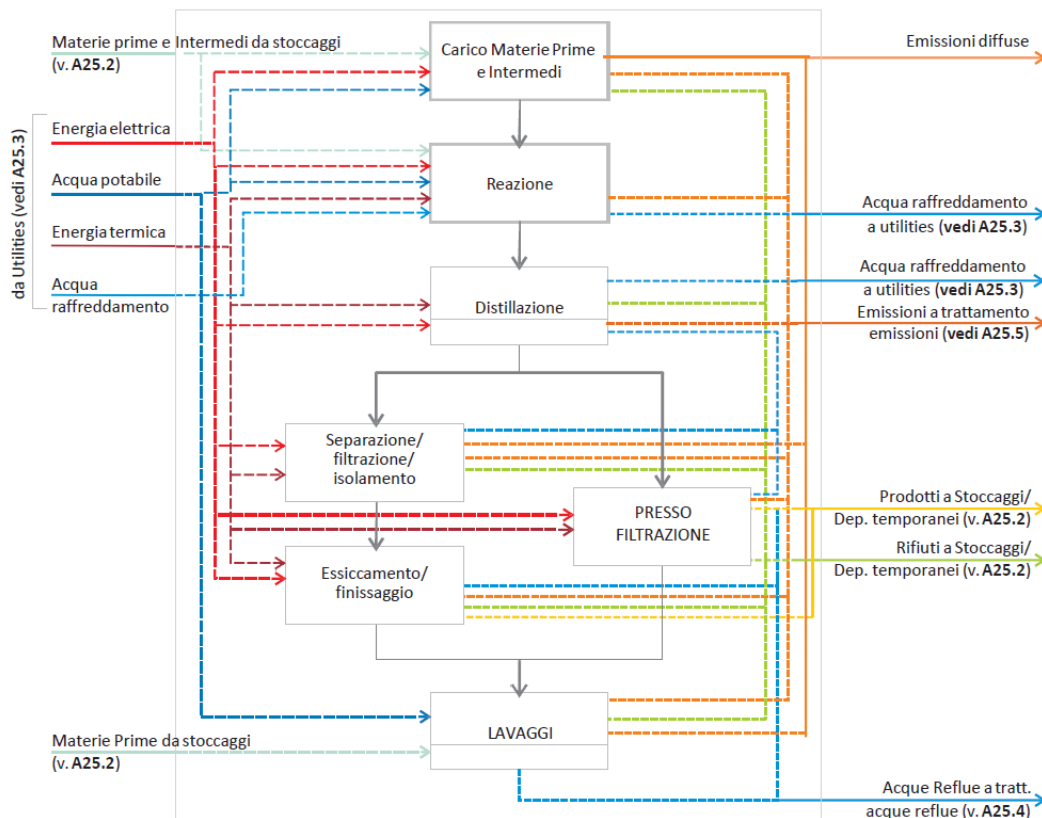 Materie prime e Intermedi da stoccaggi
(v. A25.2)
Carico Materie Prime
e Intermedi
Emissioni diffuse
da Utilities (vedi A25.3)
Energia elettrica
Acqua potabile
Energia termica
Acqua
raffreddamento
Reazione
Acqua raffreddamento
a utilities (vedi A25.3)
Distillazione
Acqua raffreddamento
a utilities (vedi A25.3)
Emissioni a trattamento
emissioni (vedi A25.5)
Separazione/
filtrazione/
isolamento
PRESSO
FILTRAZIONE
Prodotti a Stoccaggi/
Dep. temporanei (v. A25.2)
Rifiuti a Stoccaggi/
Dep. temporanei (v. A25.2)
Essiccamento/
finissaggio
LAVAGGI
Materie Prime da stoccaggi
(v. A25.2)
Acque Reflue a tratt.
acque reflue (v. A25.4)